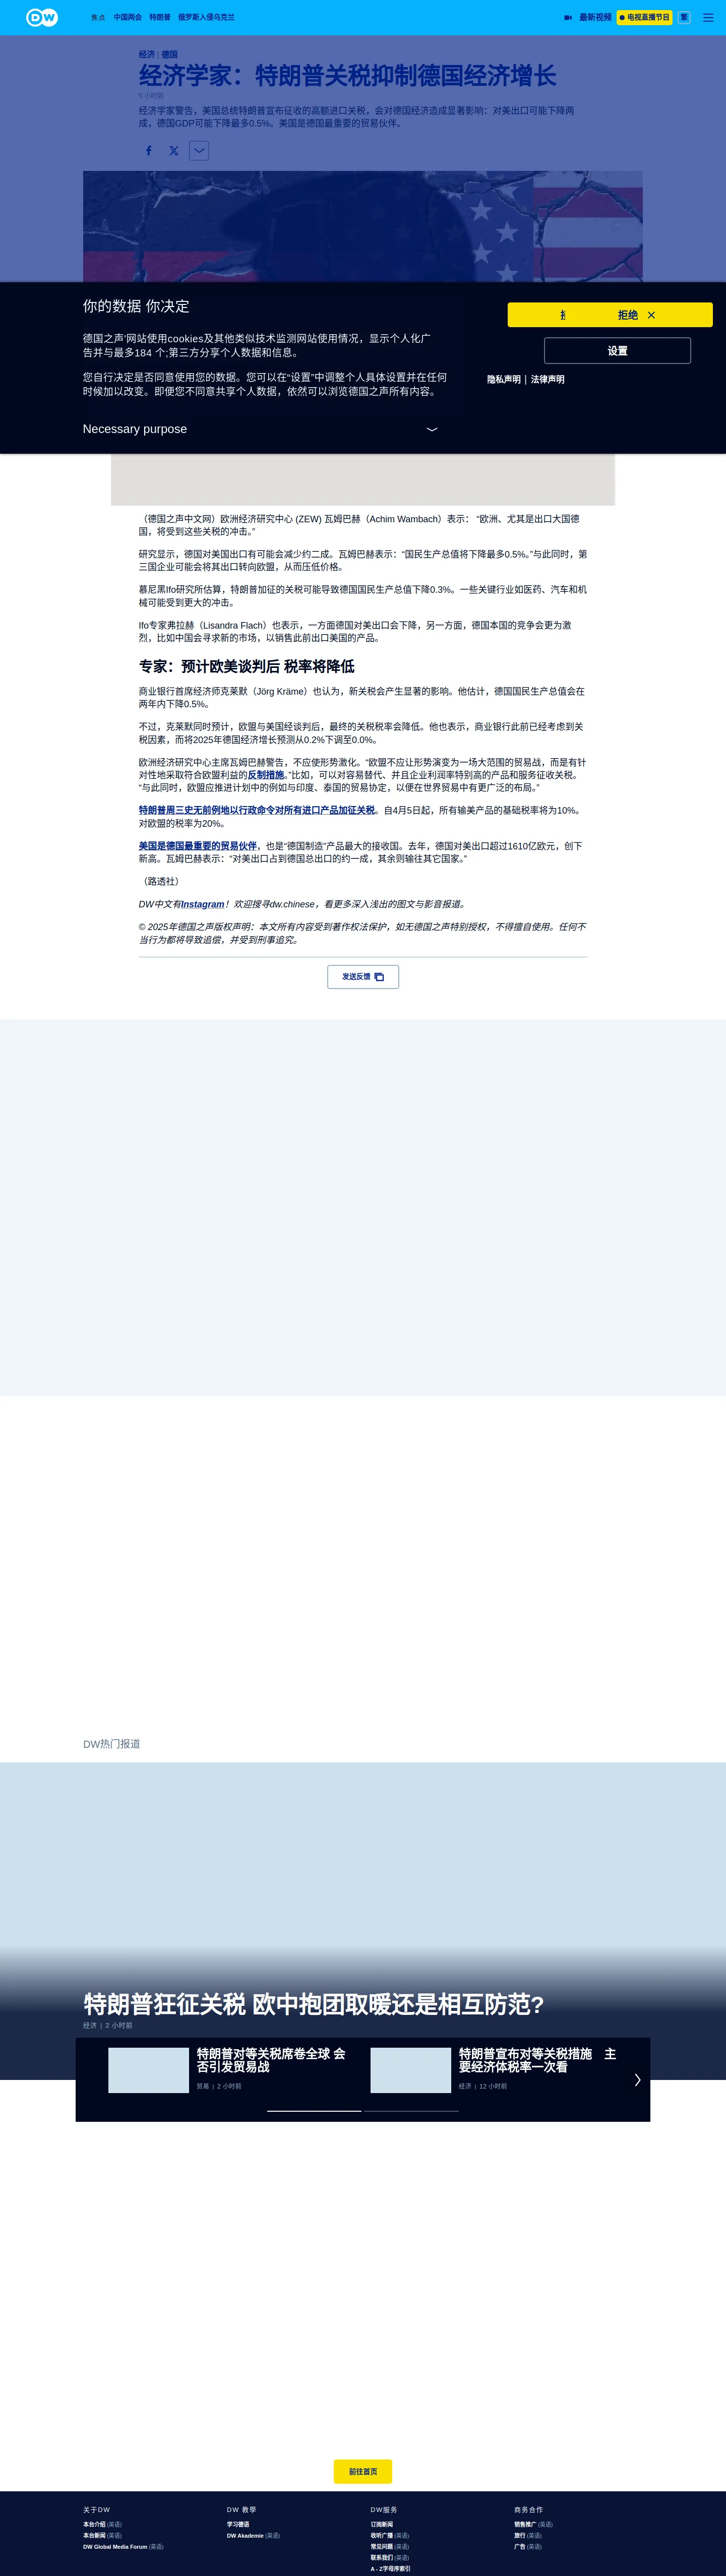 DW
焦点 中国两会 特朗普 俄罗斯入侵乌克兰
最新视频 电视直播节目 繁
经济 | 德国
经济学家：特朗普关税抑制德国经济增长
5 小时前
经济学家警告，美国总统特朗普宣布征收的高额进口关税，会对德国经济造成显著影响：对美出口可能下降两
成，德国GDP可能下降最多0.5%。美国是德国最重要的贸易伙伴。
你的数据 你决定
德国之声'网站使用cookies及其他类似技术监测网站使用情况，显示个人化广
告并与最多184 个;第三方分享个人数据和信息。
您自行决定是否同意使用您的数据。您可以在“设置”中调整个人具体设置并在任何
时候加以改变。即便您不同意共享个人数据，依然可以浏览德国之声所有内容。
Necessary purpose
拒绝
设置
隐私声明 | 法律声明
（德国之声中文网）欧洲经济研究中心 (ZEW) 瓦姆巴赫（Achim Wambach）表示： “欧洲、尤其是出口大国德
国，将受到这些关税的冲击。”
研究显示，德国对美国出口有可能会减少约二成。瓦姆巴赫表示：“国民生产总值将下降最多0.5%。”与此同时，第
三国企业可能会将其出口转向欧盟，从而压低价格。
慕尼黑Ifo研究所估算，特朗普加征的关税可能导致德国国民生产总值下降0.3%。一些关键行业如医药、汽车和机
械可能受到更大的冲击。
Ifo专家弗拉赫（Lisandra Flach）也表示，一方面德国对美出口会下降，另一方面，德国本国的竞争会更为激
烈，比如中国会寻求新的市场，以销售此前出口美国的产品。
专家：预计欧美谈判后 税率将降低
商业银行首席经济师克莱默（Jörg Kräme）也认为，新关税会产生显著的影响。他估计，德国国民生产总值会在
两年内下降0.5%。
不过，克莱默同时预计，欧盟与美国经谈判后，最终的关税税率会降低。他也表示，商业银行此前已经考虑到关
税因素，而将2025年德国经济增长预测从0.2%下调至0.0%。
欧洲经济研究中心主席瓦姆巴赫警告，不应使形势激化。“欧盟不应让形势演变为一场大范围的贸易战，而是有针
对性地采取符合欧盟利益的反制措施。”比如，可以对容易替代、并且企业利润率特别高的产品和服务征收关税。
“与此同时，欧盟应推进计划中的例如与印度、泰国的贸易协定，以便在世界贸易中有更广泛的布局。”
特朗普周三史无前例地以行政命令对所有进口产品加征关税。自4月5日起，所有输美产品的基础税率将为10%。
对欧盟的税率为20%。
美国是德国最重要的贸易伙伴，也是“德国制造”产品最大的接收国。去年，德国对美出口超过1610亿欧元，创下
新高。瓦姆巴赫表示：“对美出口占到德国总出口的约一成，其余则输往其它国家。”
（路透社）
DW中文有Instagram！欢迎搜寻dw.chinese，看更多深入浅出的图文与影音报道。
© 2025年德国之声版权声明：本文所有内容受到著作权法保护，如无德国之声特别授权，不得擅自使用。任何不
当行为都将导致追偿，并受到刑事追究。
发送反馈
DW热门报道
特朗普狂征关税 欧中抱团取暖还是相互防范?
经济 | 2 小时前
特朗普对等关税席卷全球 会
否引发贸易战
贸易 | 2 小时前
特朗普宣布对等关税措施　主
要经济体税率一次看
经济 | 12 小时前
前往首页
关于DW
本台介绍 (英语)
本台新闻 (英语)
DW Global Media Forum (英语)
DW 教學
学习德语
DW Akademie (英语)
DW服务
订阅新闻
收听广播 (英语)
常见问题 (英语)
联系我们 (英语)
A - Z字母序索引
商务合作
销售推广 (英语)
旅行 (英语)
广告 (英语)